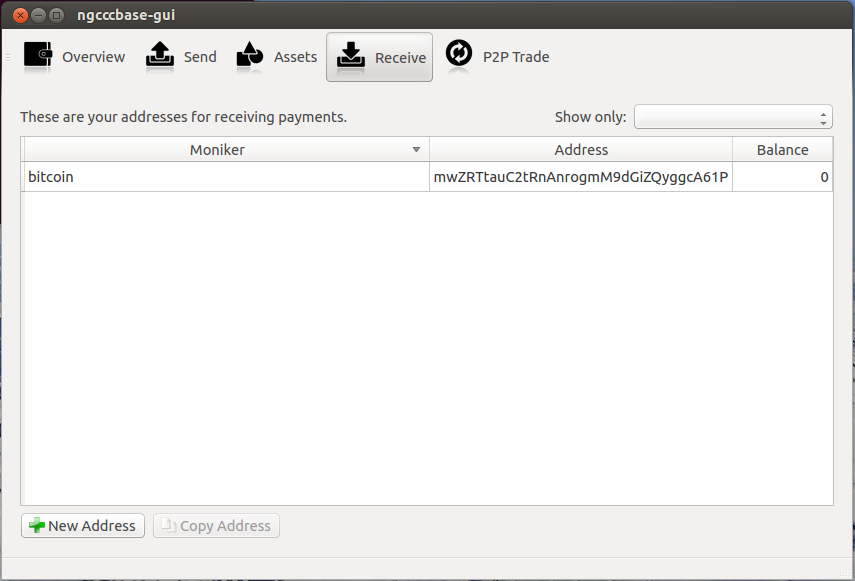 ngcccbase-gui
Overview Send Assets Receive P2P Trade
These are your addresses for receiving payments. Show only:
Moniker Address Balance
bitcoin mwZRTtauC2tRnAnrogmM9dGiZQyggcA61P 0
New Address Copy Address